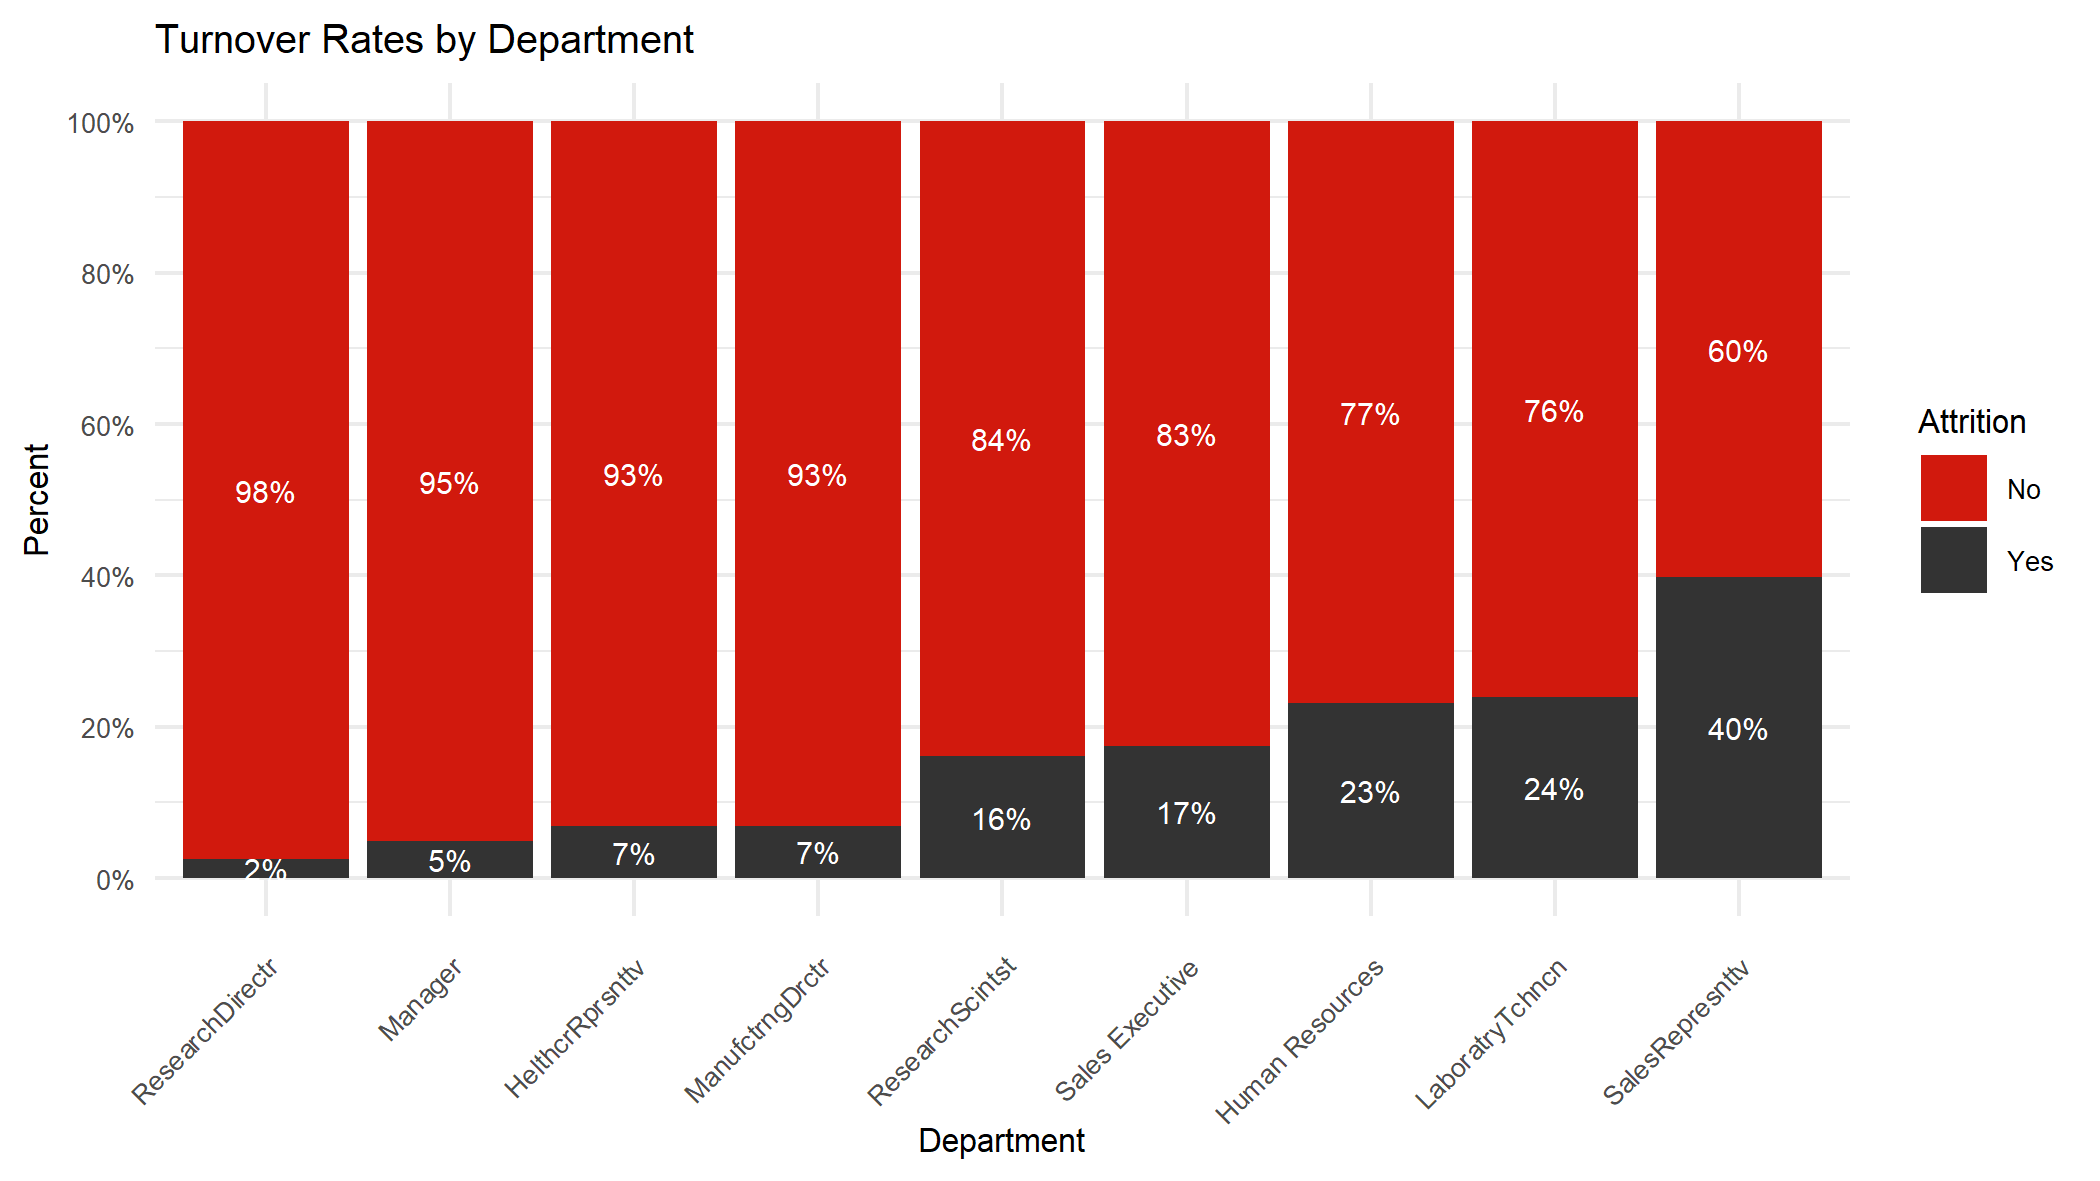 Turnover Rates by Department
100%
80%
60%
40%
20%
0%
Percent
98%
95%
93%
93%
84%
83%
77%
76%
60%
2%
5%
7%
7%
16%
17%
23%
24%
40%
ResearchDirectr
Manager
HelthcrRprsnttv
ManufctrngDrctr
ResearchScintst
Sales Executive
Human Resources
LaboratryTchncn
SalesRepresnttv
Department
Attrition
No
Yes